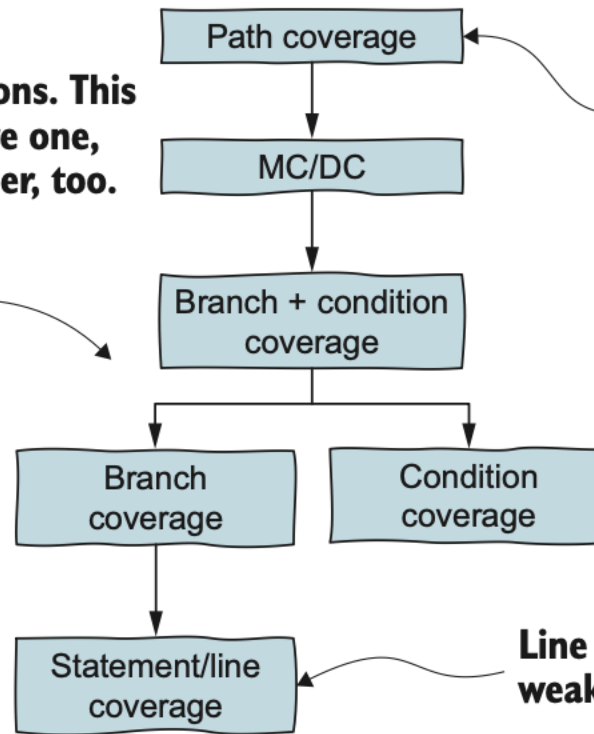 Path coverage
ons. This
e one,
er, too.
MC/DC
Branch + condition
coverage
Branch
coverage
Condition
coverage
Statement/line
coverage
Line
weak